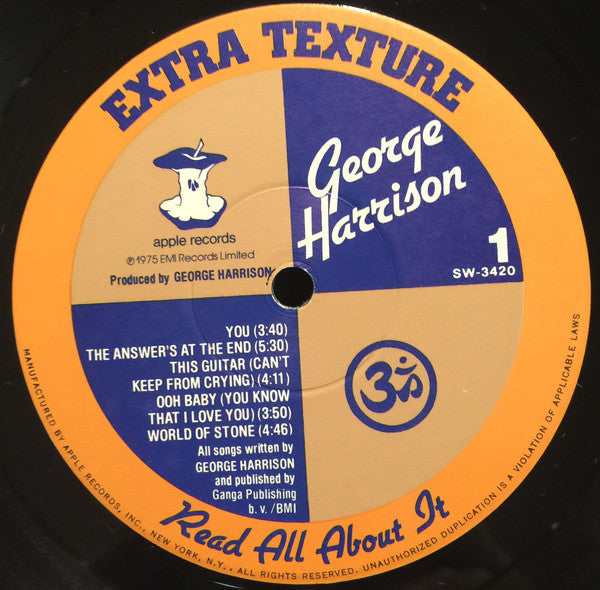 EXTRA TEXTURE
George
Harrison
apple records
℗1975 EMI Records Limited
Produced by GEORGE HARRISON
1
SW-3420
YOU (3:40)
THE ANSWER'S AT THE END (5:30)
THIS GUITAR (CAN'T
KEEP FROM CRYING) (4:11)
OOH BABY (YOU KNOW
THAT I LOVE YOU) (3:50)
WORLD OF STONE (4:46)
All songs written by
GEORGE HARRISON
and published by
Ganga Publishing
b. v. /BMI
ॐ
Read All About It
MANUFACTURED BY APPLE RECORDS, INC., NEW YORK, N.Y., . ALL RIGHTS RESERVED. UNAUTHORIZED DUPLICATION IS A VIOLATION OF APPLICABLE LAWS